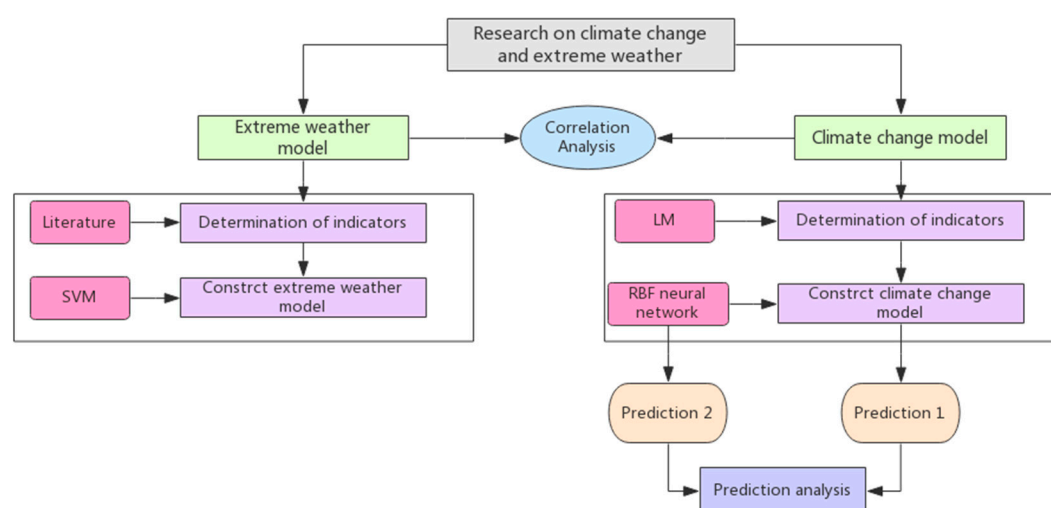 Research on climate change
and extreme weather
Extreme weather
model
Correlation
Analysis
Climate change model
Literature
Determination of indicators
LM
Determination of indicators
SVM
Constrct extreme weather
model
RBF neural
network
Constrct climate change
model
Prediction 2
Prediction 1
Prediction analysis